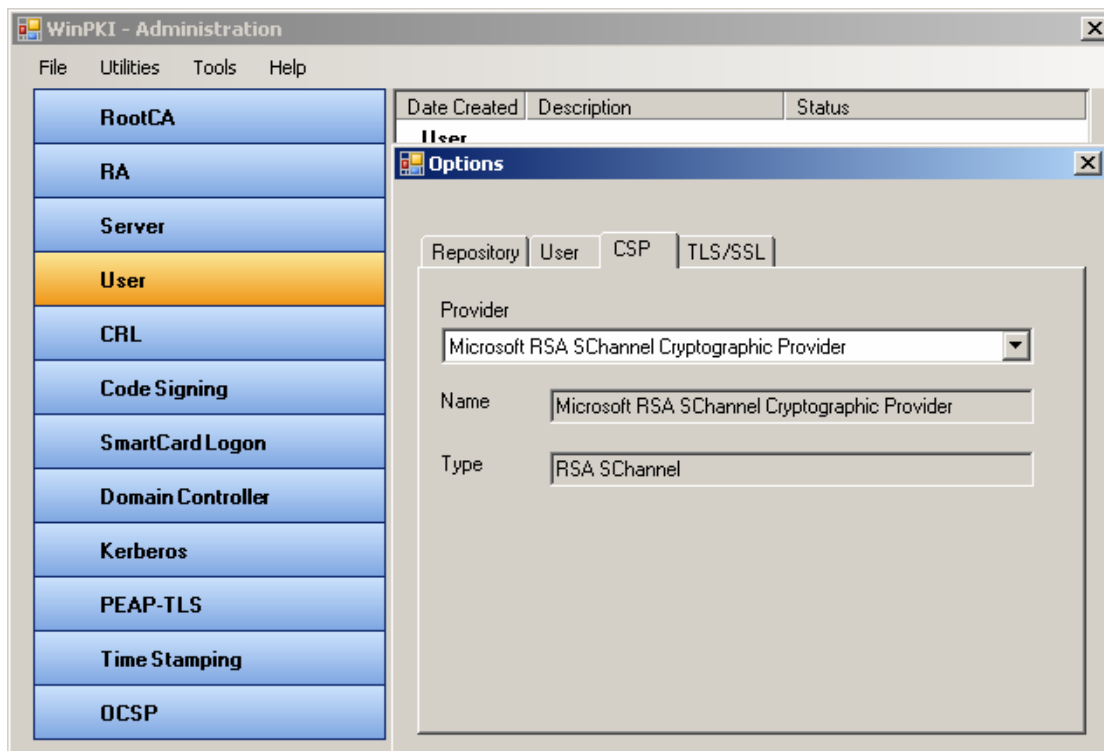 WinPKI - Administration
File Utilities Tools Help
RootCA
RA
Server
User
CRL
Code Signing
SmartCard Logon
Domain Controller
Kerberos
PEAP-TLS
Time Stamping
OCSP
Date Created Description Status
User
Options
Repository User CSP TLS/SSL
Provider
Microsoft RSA SChannel Cryptographic Provider
Name Microsoft RSA SChannel Cryptographic Provider
Type RSA SChannel